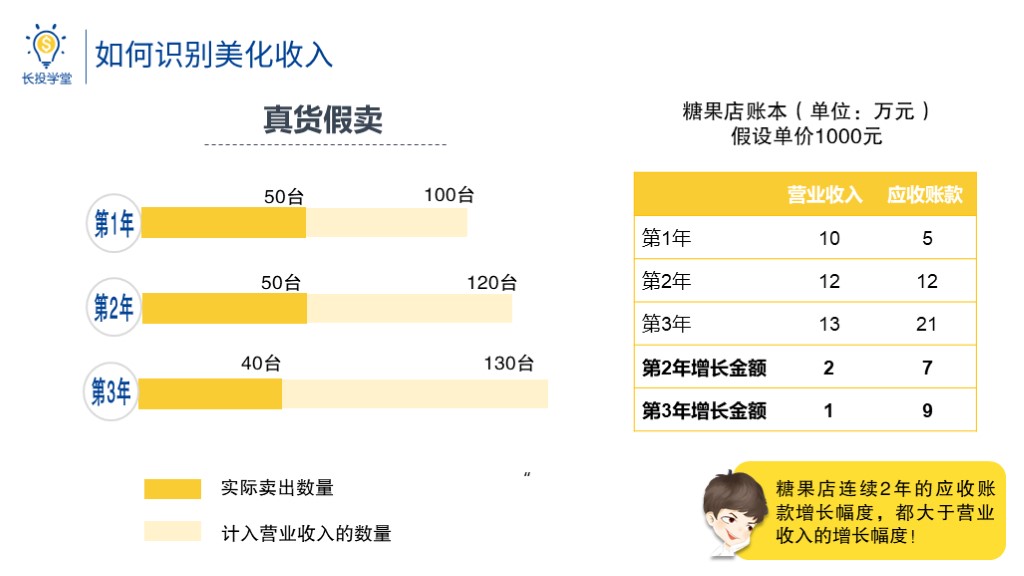 长投学堂
如何识别美化收入
真货假卖
50台 100台
第1年
50台 120台
第2年
40台 130台
第3年
实际卖出数量
计入营业收入的数量
“
糖果店账本（单位：万元）
假设单价1000元
营业收入 应收账款
第1年 10 5
第2年 12 12
第3年 13 21
第2年增长金额 2 7
第3年增长金额 1 9
糖果店连续2年的应收账
款增长幅度，都大于营业
收入的增长幅度！